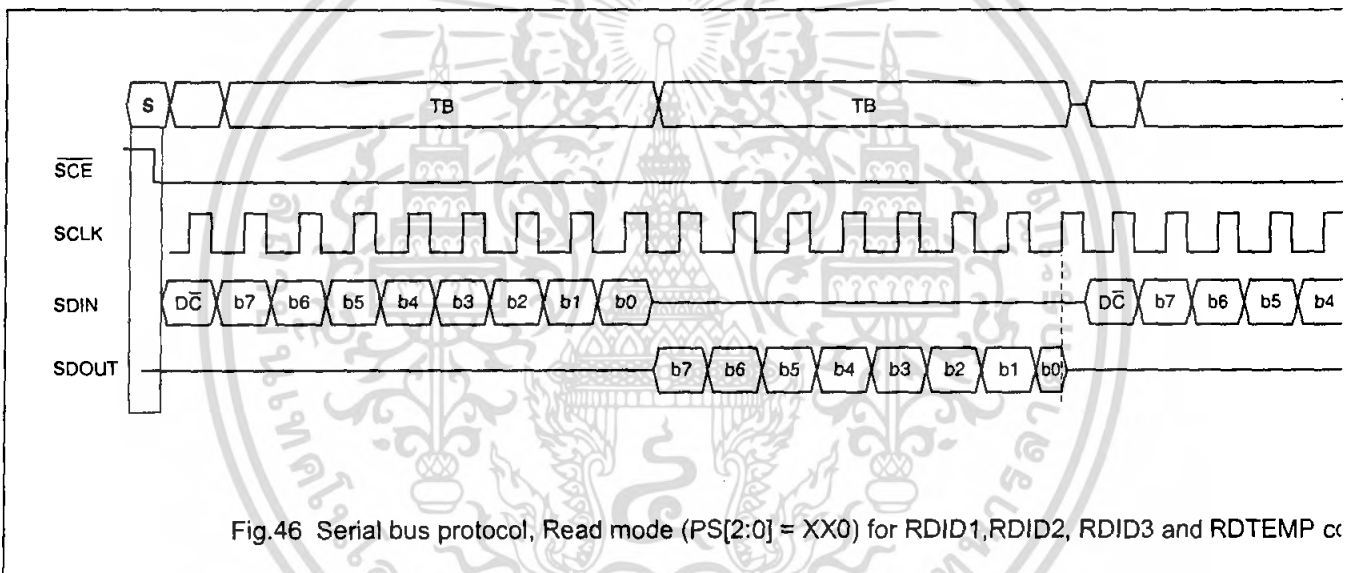 S TB TB
S̅C̅E̅
SCLK
SDIN DC̅ b7 b6 b5 b4 b3 b2 b1 b0 DC̅ b7 b6 b5 b4
SDOUT b7 b6 b5 b4 b3 b2 b1 b0
Fig.46 Serial bus protocol, Read mode (PS[2:0] = XX0) for RDID1,RDID2, RDID3 and RDTEMP